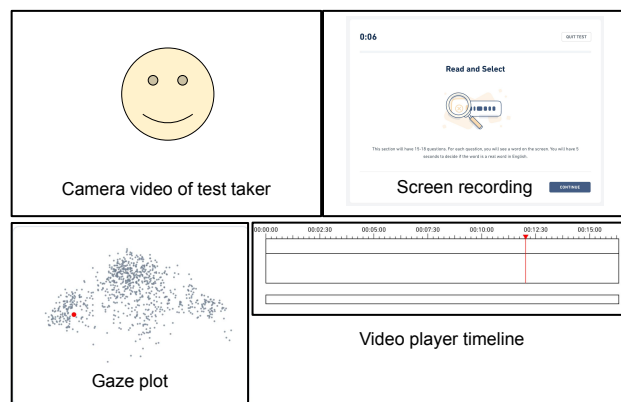 Camera video of test taker
0:06
QUIT TEST
Read and Select
This section will have 15-18 questions. For each question, you will see a word on the screen. You will have 5
seconds to decide if the word is a real word in English.
Screen recording
CONTINUE
Gaze plot
00:00:00 00:02:30 00:05:00 00:07:30 00:10:00 00:12:30 00:15:00
Video player timeline